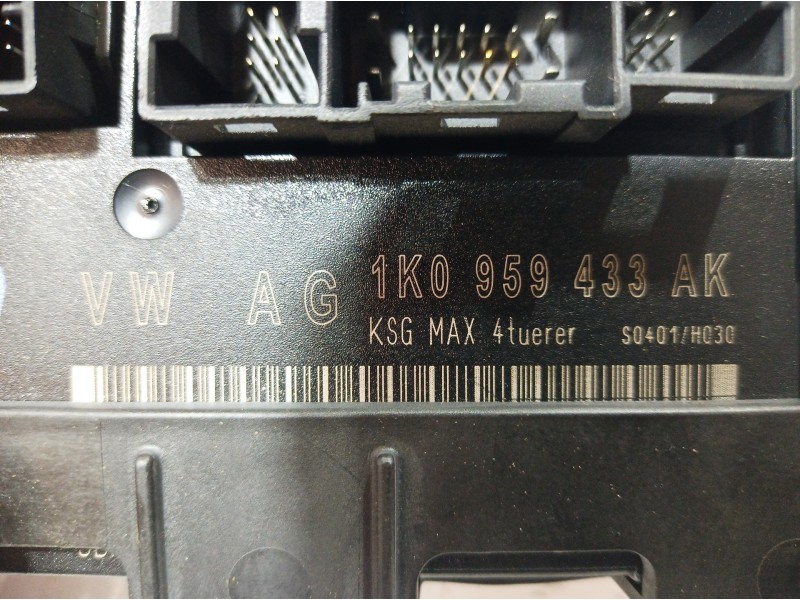 VW AG 1K0 959 433 AK
KSG MAX 4tuerer S0401/H030